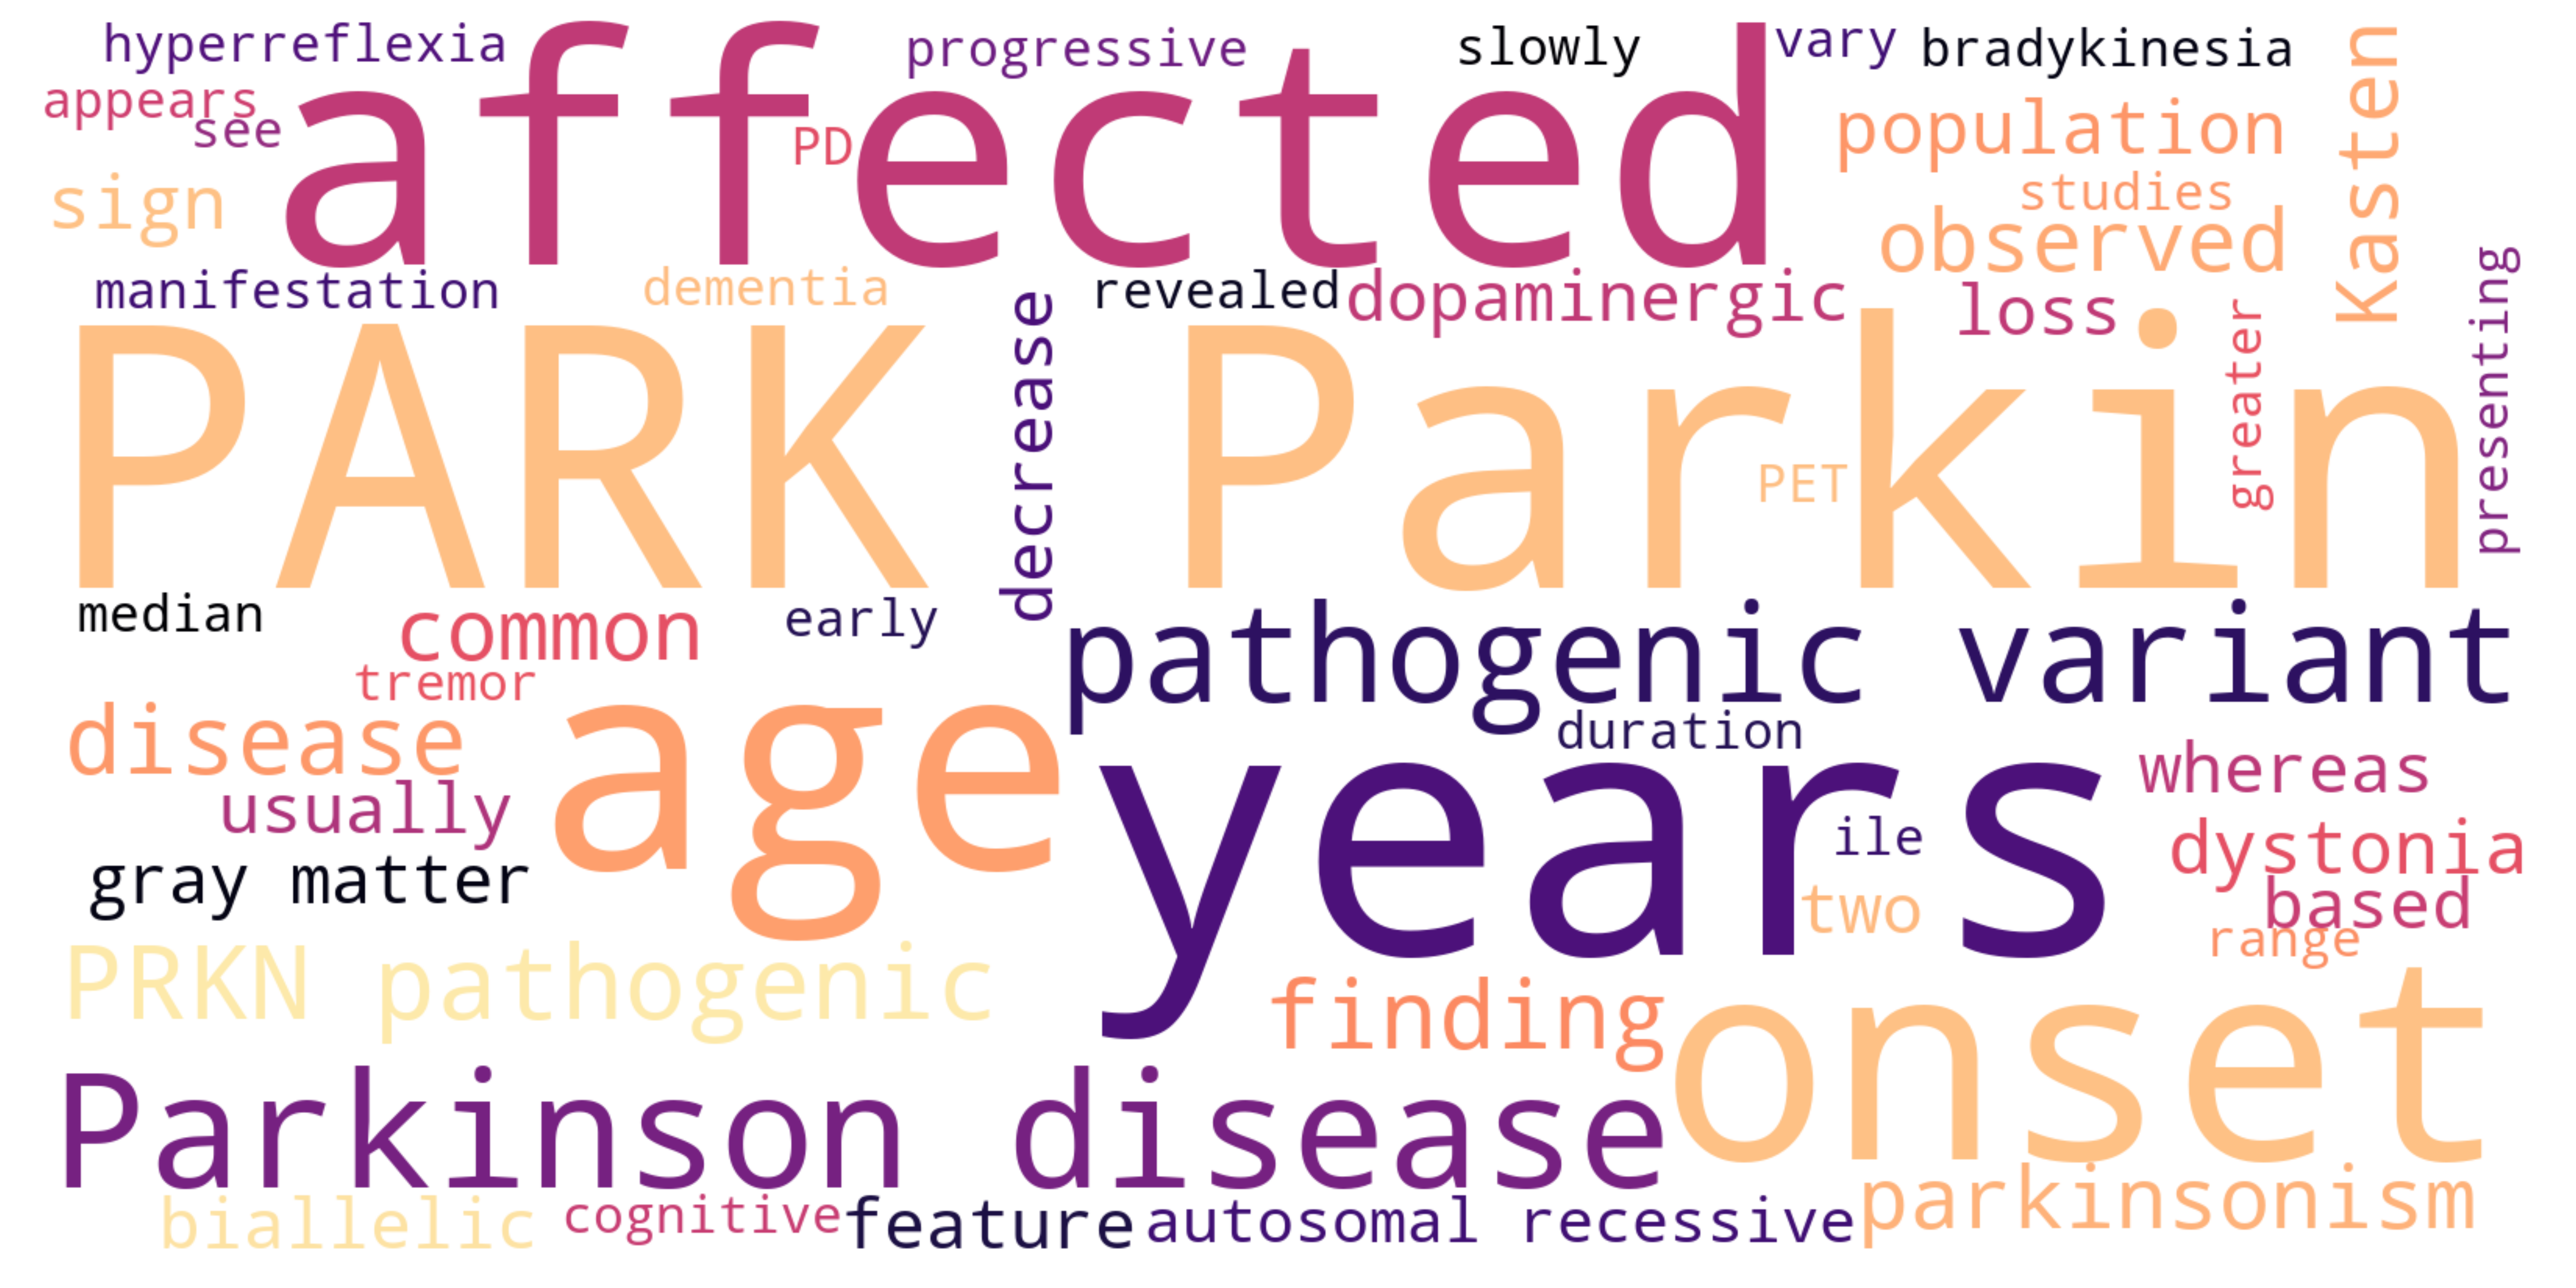 hyperreflexia
progressive
slowly
vary
bradykinesia
Kasten
appears
see
affected
PD
population
sign
studies
observed
manifestation
dementia
decrease
revealed
dopaminergic
loss
greater
presenting
PARK
Parkin
PET
median
common
early
pathogenic variant
tremor
disease
age
duration
years
whereas
usually
ile
dystonia
gray matter
two
based
range
PRKN pathogenic
finding
onset
Parkinson disease
parkinsonism
biallelic
cognitive
feature
autosomal recessive